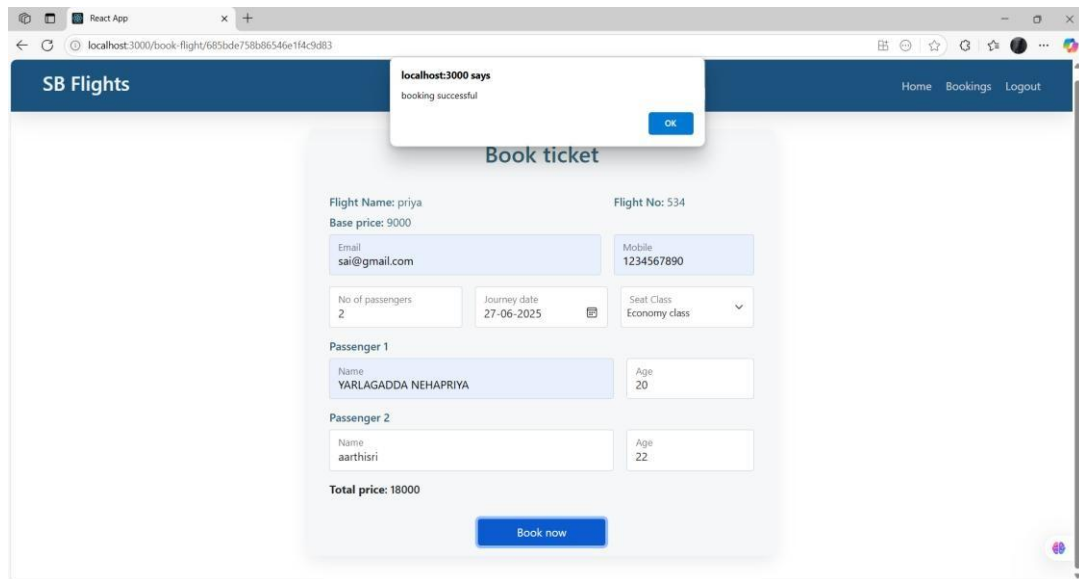 React App
localhost:3000/book-flight/685bde758b86546e1f4c9d83
SB Flights
localhost:3000 says
booking successful
OK
Home Bookings Logout
Book ticket
Flight Name: priya Flight No: 534
Base price: 9000
Email Mobile
sai@gmail.com 1234567890
No of passengers Journey date Seat Class
2 27-06-2025 Economy class
Passenger 1
Name Age
YARLAGADDA NEHAPRIYA 20
Passenger 2
Name Age
aarthisri 22
Total price: 18000
Book now